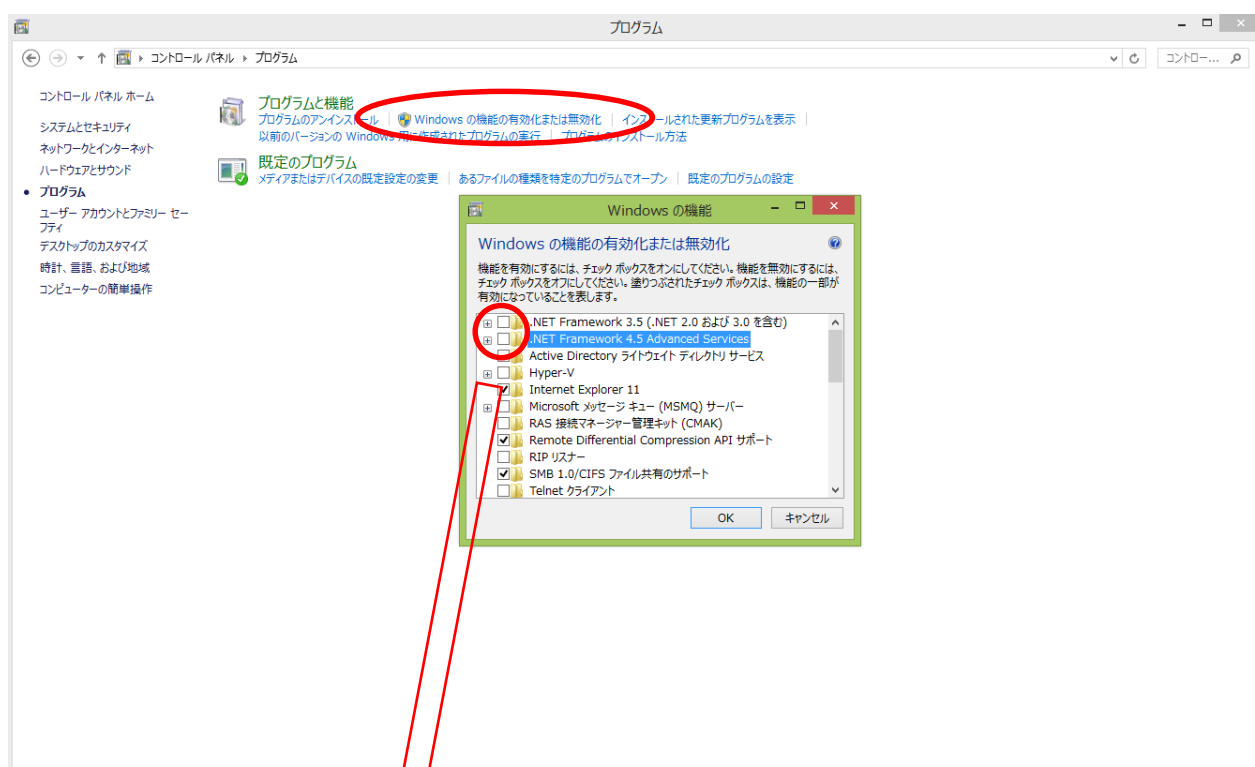 プログラム
コントロール パネル プログラム
コントロー...
コントロール パネル ホーム
システムとセキュリティ
ネットワークとインターネット
ハードウェアとサウンド
プログラム
ユーザー アカウントとファミリー セー
フティ
デスクトップのカスタマイズ
時計、言語、および地域
コンピューターの簡単操作
プログラムと機能
プログラムのアンインストール Windows の機能の有効化または無効化 インストールされた更新プログラムを表示
以前のバージョンの Windows 用に作成されたプログラムの実行 プログラムのインストール方法
既定のプログラム
メディアまたはデバイスの既定設定の変更 あるファイルの種類を特定のプログラムでオープン 既定のプログラムの設定
Windows の機能
Windows の機能の有効化または無効化
機能を有効にするには、チェック ボックスをオンにしてください。機能を無効にするには、
チェック ボックスをオフにしてください。塗りつぶされたチェック ボックスは、機能の一部が
有効になっていることを表します。
.NET Framework 3.5 (.NET 2.0 および 3.0 を含む)
.NET Framework 4.5 Advanced Services
Active Directory ライトウェイト ディレクトリ サービス
Hyper-V
Internet Explorer 11
Microsoft メッセージ キュー (MSMQ) サーバー
RAS 接続マネージャー管理キット (CMAK)
Remote Differential Compression API サポート
RIP リスナー
SMB 1.0/CIFS ファイル共有のサポート
Telnet クライアント
OK キャンセル